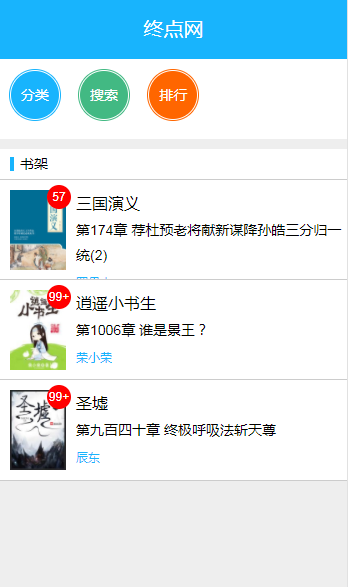 终点网
分类
搜索
排行
书架
57
三国演义
第174章 荐杜预老将献新谋降孙皓三分归一
统(2)
99+
逍遥小书生
第1006章 谁是景王？
荣小荣
99+
圣墟
第九百四十章 终极呼吸法斩天尊
辰东